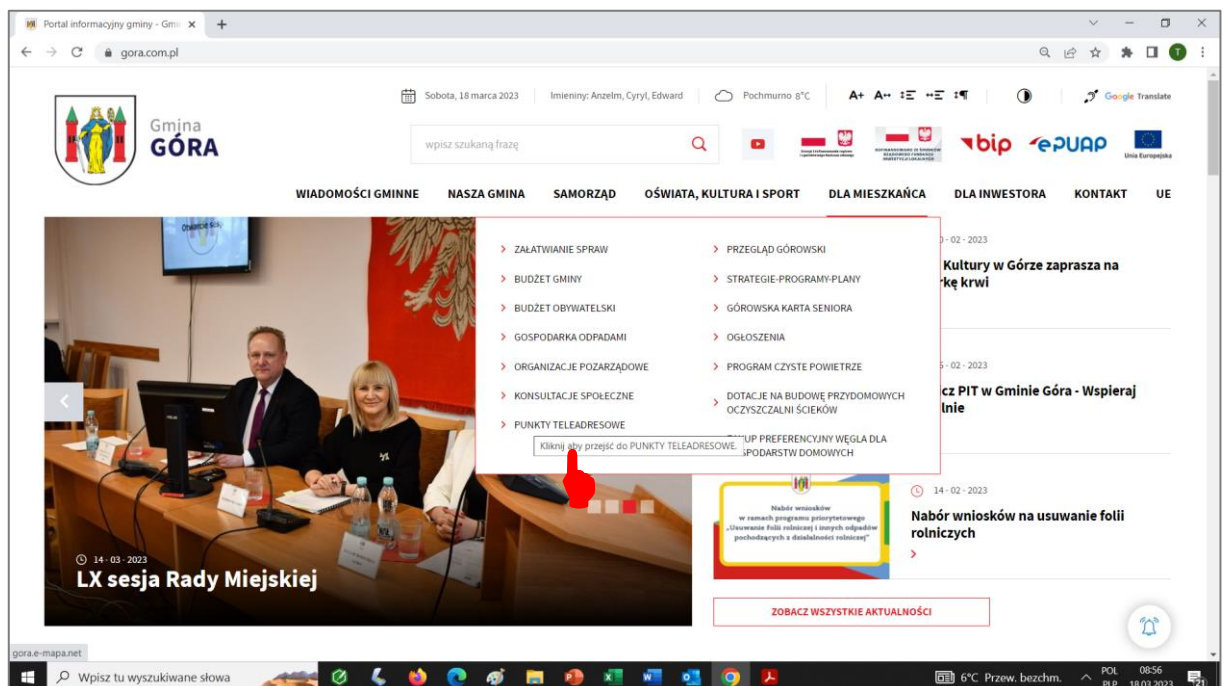 Portal informacyjny gminy - Gmi
gora.com.pl
Sobota, 18 marca 2023
Imieniny: Anzelm, Cyryl, Edward
Pochmurno 8°C
A+ A↔
Google Translate
Gmina
GÓRA
wpisz szukaną frazę
bip
ePUAP
Unia Europejska
WIADOMOŚCI GMINNE NASZA GMINA SAMORZĄD OŚWIATA, KULTURA I SPORT DLA MIESZKAŃCA DLA INWESTORA KONTAKT UE
Otwarcie sesji
ZAŁATWIANIE SPRAW
BUDŻET GMINY
BUDŻET OBYWATELSKI
GOSPODARKA ODPADAMI
ORGANIZACJE POZARZĄDOWE
KONSULTACJE SPOŁECZNE
PUNKTY TELEADRESOWE
Kliknij aby przejść do PUNKTY TELEADRESOWE.
PRZEGLĄD GÓROWSKI
STRATEGIE-PROGRAMY-PLANY
GÓROWSKA KARTA SENIORA
OGŁOSZENIA
PROGRAM CZYSTE POWIETRZE
DOTACJE NA BUDOWĘ PRZYDOMOWYCH
OCZYSZCZALNI ŚCIEKÓW
PREFERENCYJNY WĘGLA DLA
DOMOWYCH
- 02 - 2023
Kultury w Górze zaprasza na
krwi
- 02 - 2023
PIT w Gminie Góra - Wspieraj
14 - 02 - 2023
Nabór wniosków na usuwanie folii
rolniczych
Nabór wniosków
w ramach programu priorytetowego
„Usuwanie folii rolniczej i innych odpadów
pochodzących z działalności rolniczej”
14 - 03 - 2023
LX sesja Rady Miejskiej
ZOBACZ WSZYSTKIE AKTUALNOŚCI
gora.e-mapa.net
Wpisz tu wyszukiwane słowa
6°C Przew. bezchm.
POL
PLP
08:56
18.03.2023
21